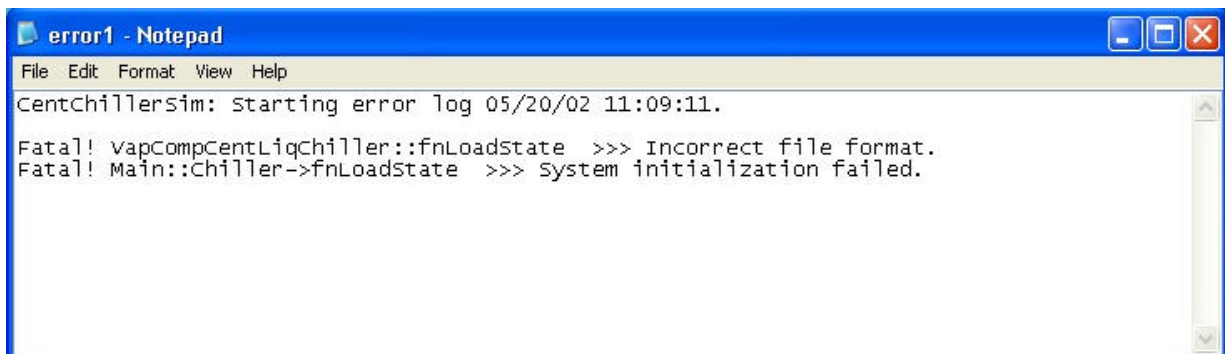 error1 - Notepad
File Edit Format View Help
CentChillerSim: Starting error log 05/20/02 11:09:11.
Fatal! VapCompCentLiqChiller::fnLoadState >>> Incorrect file format.
Fatal! Main::Chiller->fnLoadState >>> System initialization failed.